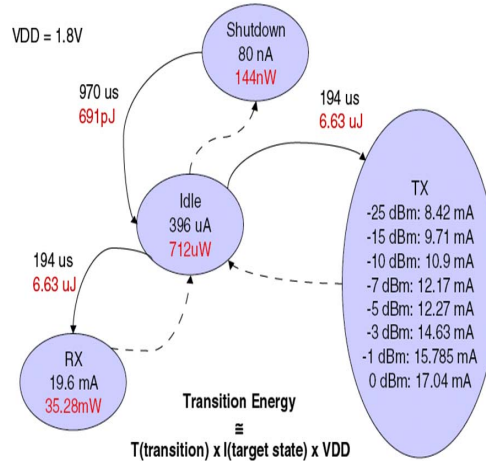 VDD = 1.8V
Shutdown
80 nA
144nW
970 us
691pJ
194 us
6.63 uJ
Idle
396 uA
712uW
TX
-25 dBm: 8.42 mA
-15 dBm: 9.71 mA
-10 dBm: 10.9 mA
-7 dBm: 12.17 mA
-5 dBm: 12.27 mA
-3 dBm: 14.63 mA
-1 dBm: 15.785 mA
0 dBm: 17.04 mA
194 us
6.63 uJ
RX
19.6 mA
35.28mW
Transition Energy
≅
T(transition) x I(target state) x VDD